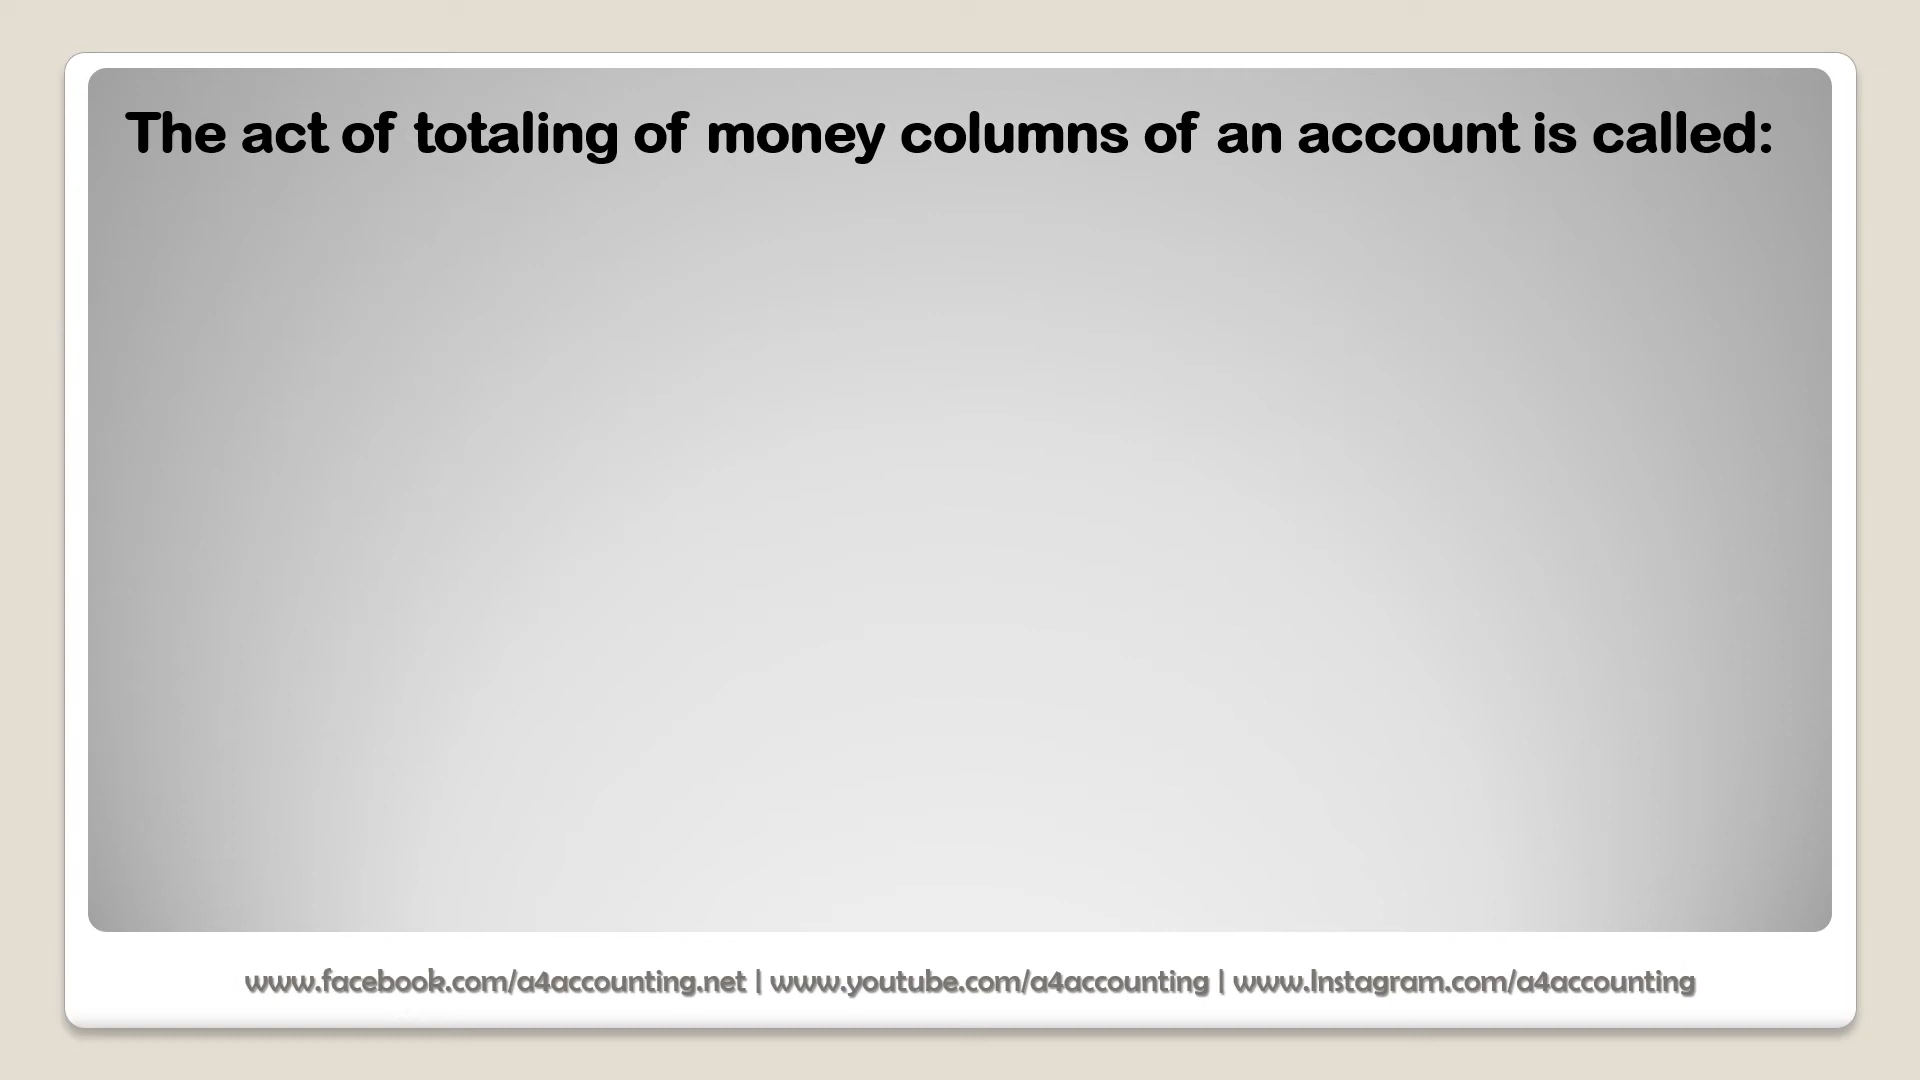 The act of totaling of money columns of an account is called:
www.facebook.com/a4accounting.net | www.youtube.com/a4accounting | www.Instagram.com/a4accounting